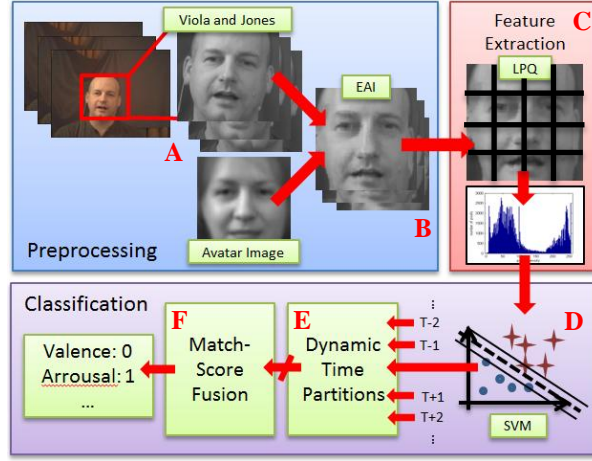 Viola and Jones
A
EAI
B
Avatar Image
Preprocessing
C
Feature
Extraction
LPQ
Classification
Valence: 0
Arrousal: 1
...
F
Match-
Score
Fusion
E
Dynamic
Time
Partitions
...
T-2
T-1
T+1
T+2
...
D
SVM